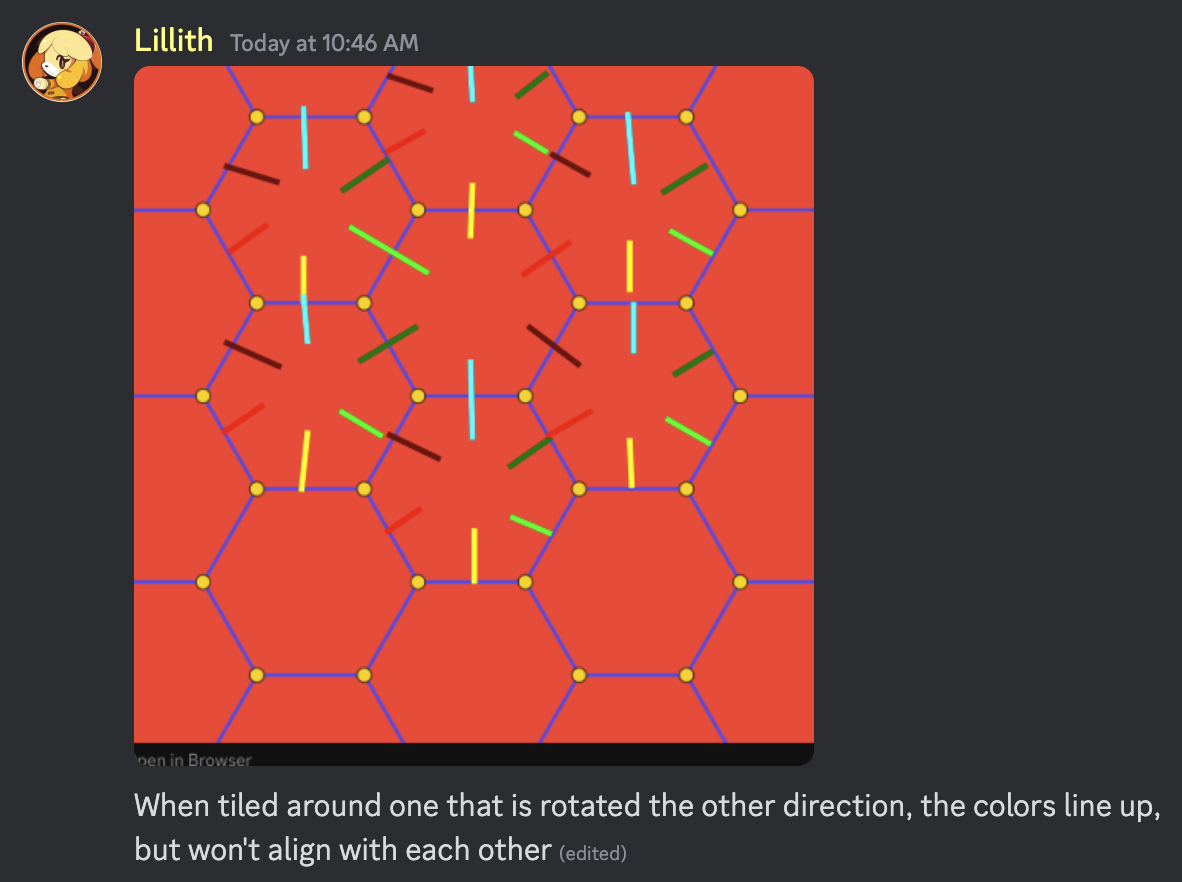 Lillith Today at 10:46 AM
pen in Browser
When tiled around one that is rotated the other direction, the colors line up,
but won't align with each other (edited)